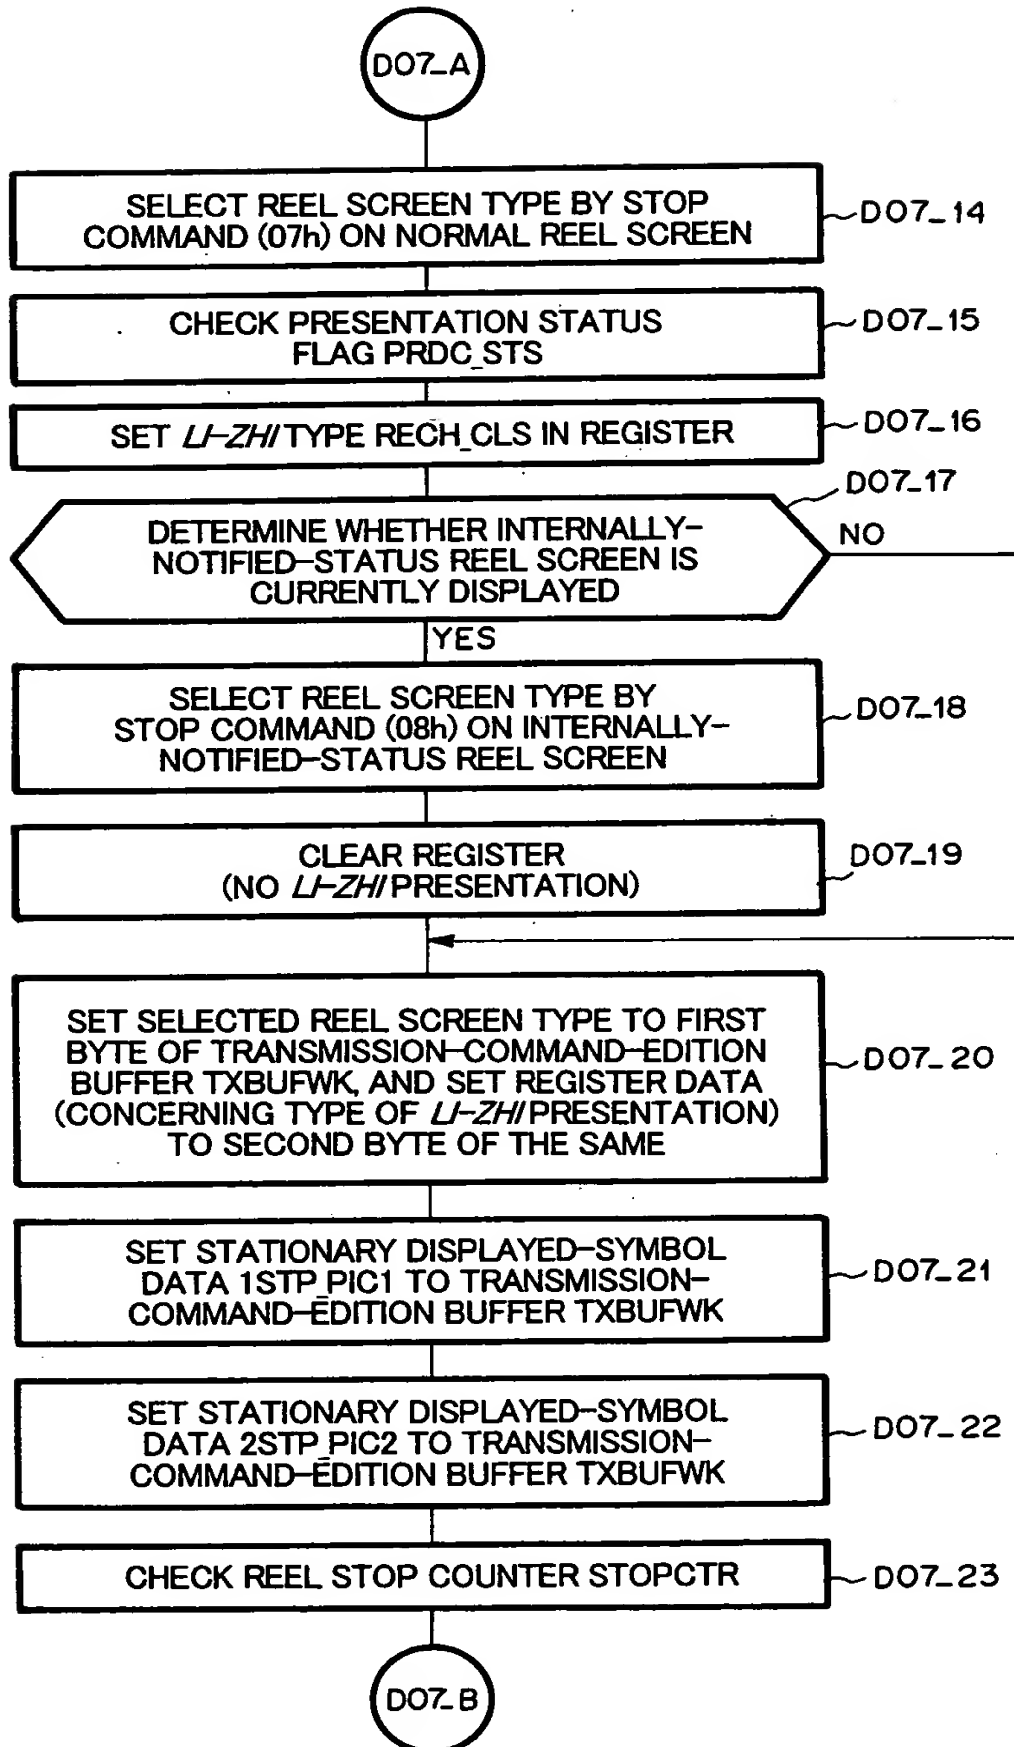 D07_A
SELECT REEL SCREEN TYPE BY STOP
COMMAND (07h) ON NORMAL REEL SCREEN
D07_14
CHECK PRESENTATION STATUS
FLAG PRDC_STS
D07_15
SET LI-ZHI TYPE RECH_CLS IN REGISTER
D07_16
D07_17
DETERMINE WHETHER INTERNALLY-
NOTIFIED-STATUS REEL SCREEN IS
CURRENTLY DISPLAYED
NO
YES
SELECT REEL SCREEN TYPE BY
STOP COMMAND (08h) ON INTERNALLY-
NOTIFIED-STATUS REEL SCREEN
D07_18
CLEAR REGISTER
(NO LI-ZHI PRESENTATION)
D07_19
SET SELECTED REEL SCREEN TYPE TO FIRST
BYTE OF TRANSMISSION-COMMAND-EDITION
BUFFER TXBUFWK, AND SET REGISTER DATA
(CONCERNING TYPE OF LI-ZHI PRESENTATION)
TO SECOND BYTE OF THE SAME
D07_20
SET STATIONARY DISPLAYED-SYMBOL
DATA 1STP_PIC1 TO TRANSMISSION-
COMMAND-EDITION BUFFER TXBUFWK
D07_21
SET STATIONARY DISPLAYED-SYMBOL
DATA 2STP_PIC2 TO TRANSMISSION-
COMMAND-EDITION BUFFER TXBUFWK
D07_22
CHECK REEL STOP COUNTER STOPCTR
D07_23
D07_B